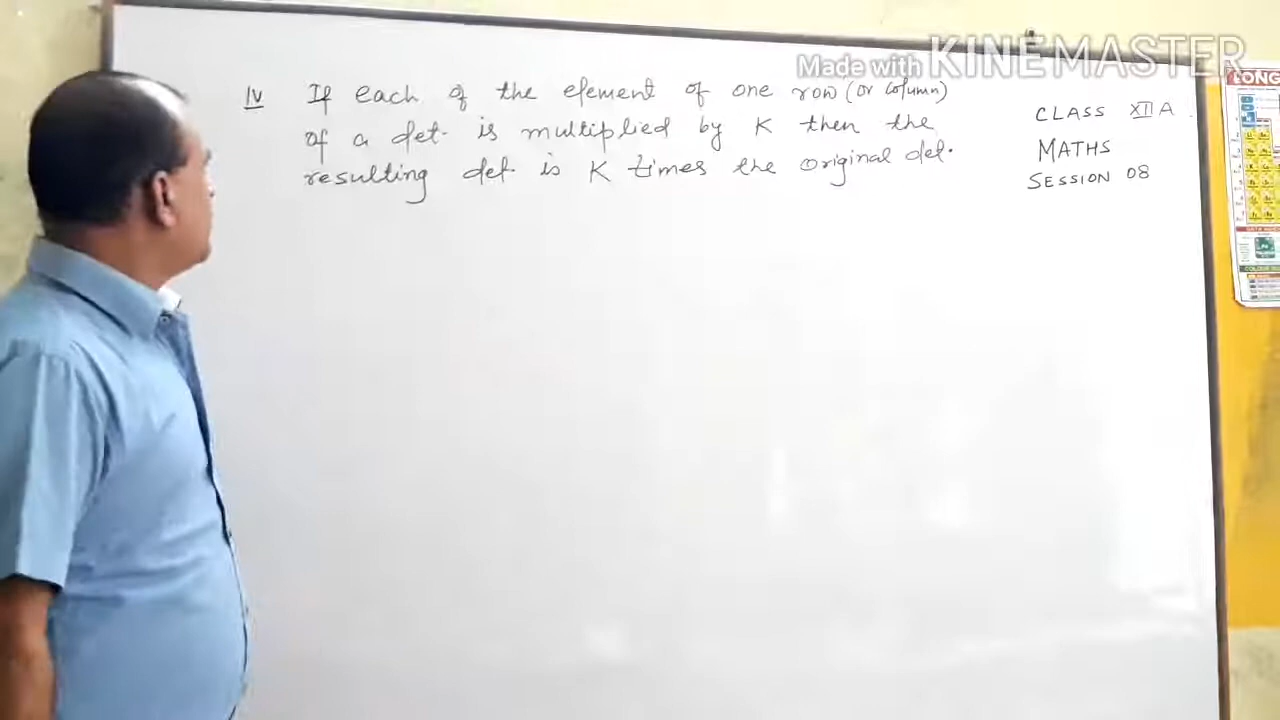 Made with KINEMASTER
IV If each of the element of one row (or column)
of a det. is multiplied by K then the
resulting det. is K times the original det.
CLASS XII A
MATHS
SESSION 08
LONG